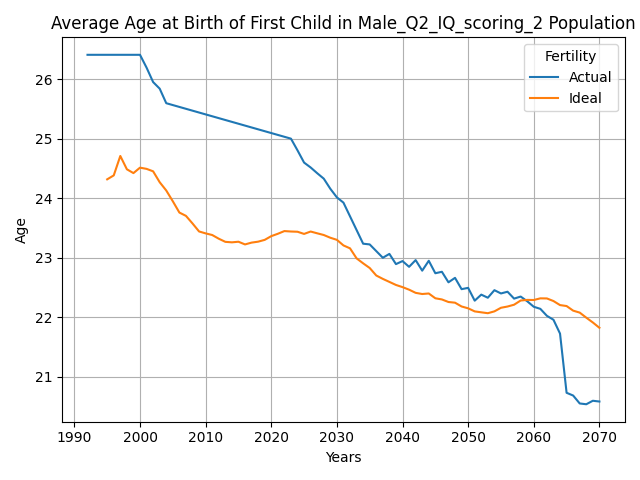 Average Age at Birth of First Child in Male_Q2_IQ_scoring_2 Population
Fertility
Actual
Ideal
Age
26
25
24
23
22
21
1990 2000 2010 2020 2030 2040 2050 2060 2070
Years